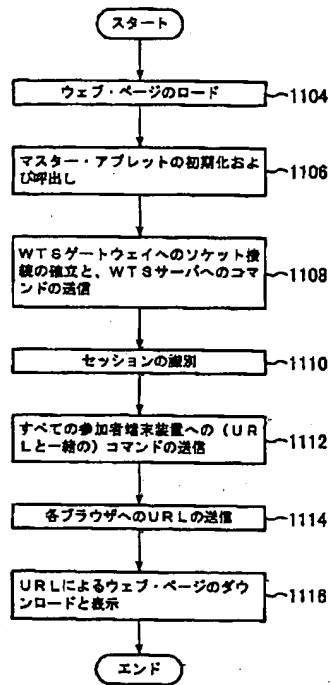 スタート
ウェブ・ページのロード
1104
マスター・アプレットの初期化およ
び呼出し
1106
WTSゲートウェイへのソケット接
続の確立と、WTSサーバへのコマ
ンドの送信
1108
セッションの識別
1110
すべての参加者端末装置への（UR
Lと一緒の）コマンドの送信
1112
各ブラウザへのURLの送信
1114
URLによるウェブ・ページのダウ
ンロードと表示
1116
エンド